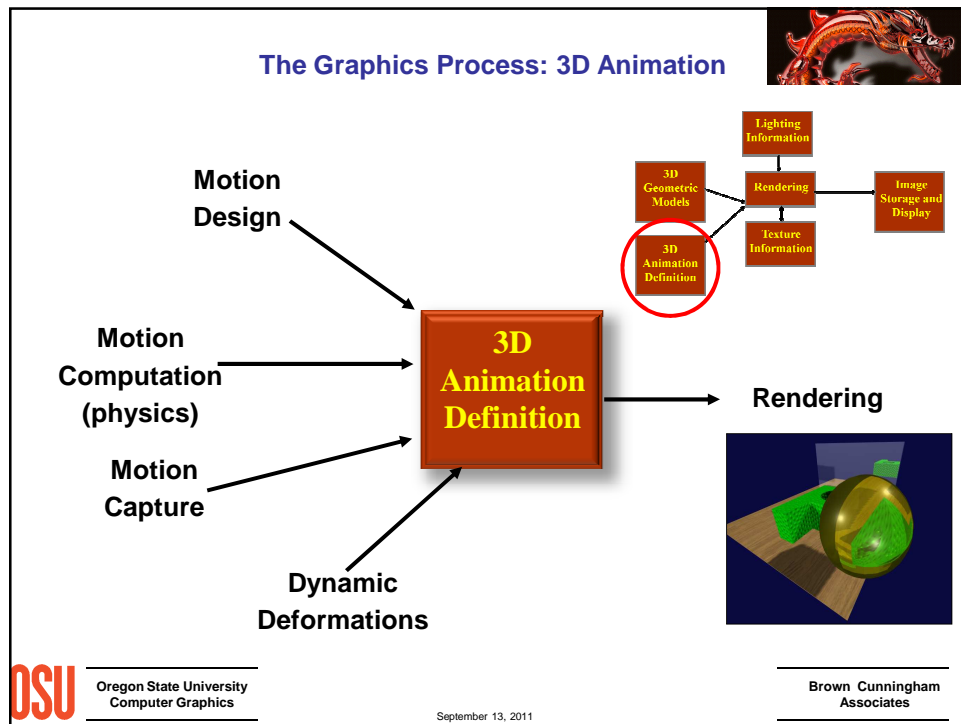 The Graphics Process: 3D Animation
Lighting
Information
3D
Geometric
Models
Rendering
Image
Storage and
Display
3D
Animation
Definition
Texture
Information
Motion
Design
Motion
Computation
(physics)
Motion
Capture
Dynamic
Deformations
3D
Animation
Definition
Rendering
OSU
Oregon State University
Computer Graphics
September 13, 2011
Brown Cunningham
Associates